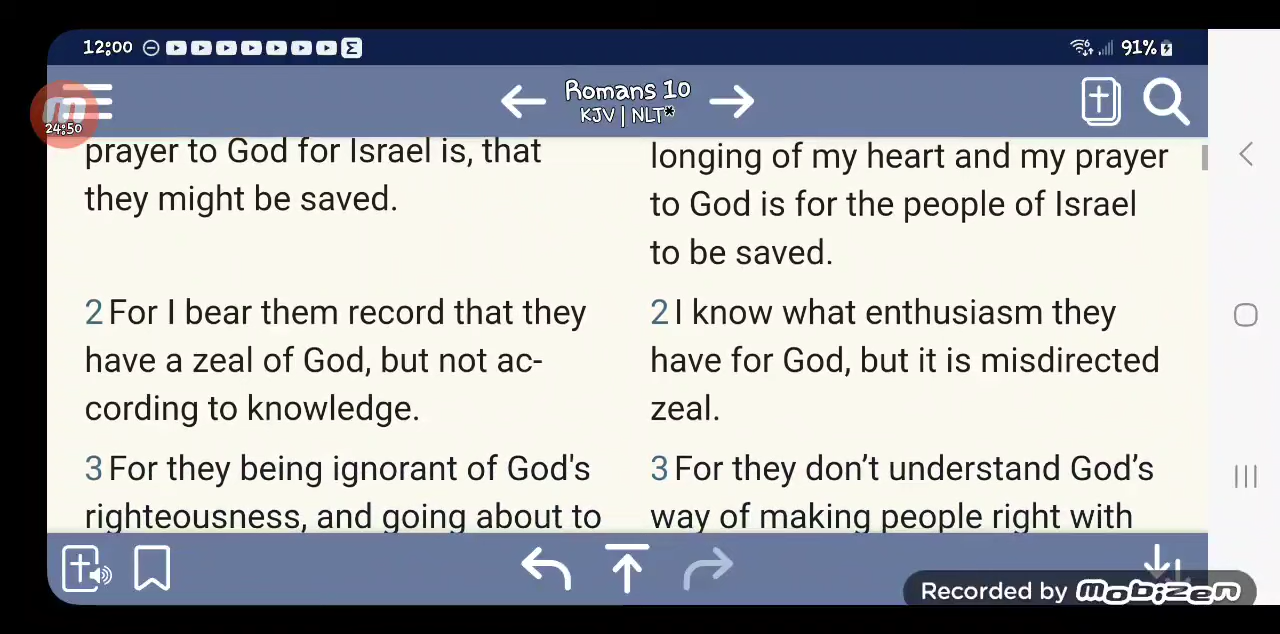 12:00 91%
24:50
Romans 10
KJV | NLT*
prayer to God for Israel is, that
they might be saved.
2 For I bear them record that they
have a zeal of God, but not ac-
cording to knowledge.
3 For they being ignorant of God's
righteousness, and going about to
longing of my heart and my prayer
to God is for the people of Israel
to be saved.
2 I know what enthusiasm they
have for God, but it is misdirected
zeal.
3 For they don’t understand God’s
way of making people right with
Recorded by Mobizen